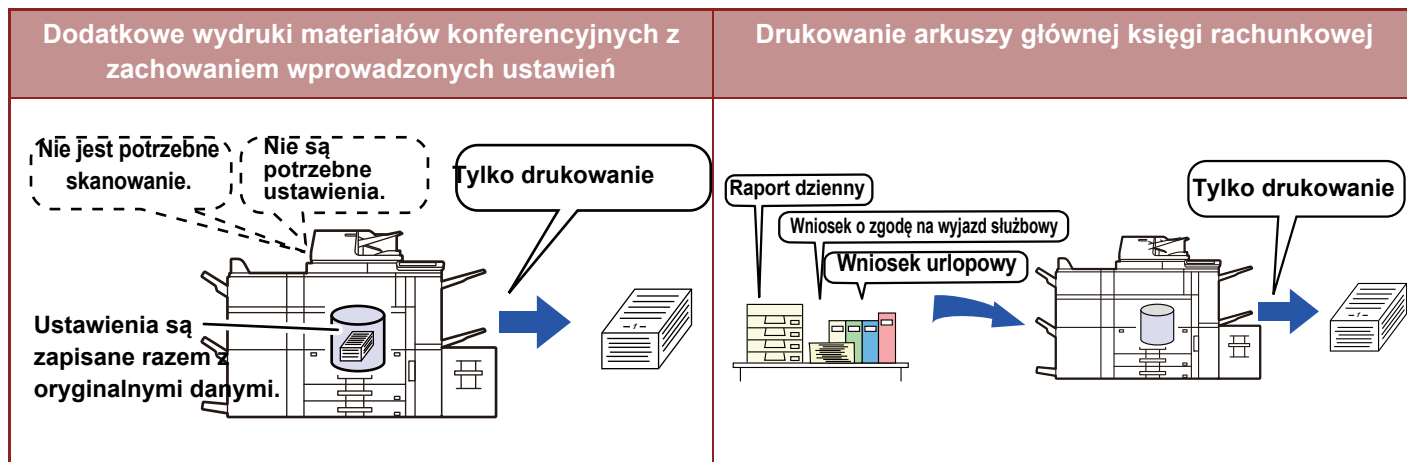 Dodatkowe wydruki materiałów konferencyjnych z
zachowaniem wprowadzonych ustawień
Nie jest potrzebne
skanowanie.
Nie są
potrzebne
ustawienia.
Tylko drukowanie
Ustawienia są
zapisane razem z
oryginalnymi danymi.
–1–
Drukowanie arkuszy głównej księgi rachunkowej
Raport dzienny
Wniosek o zgodę na wyjazd służbowy
Wniosek urlopowy
Tylko drukowanie
–1–